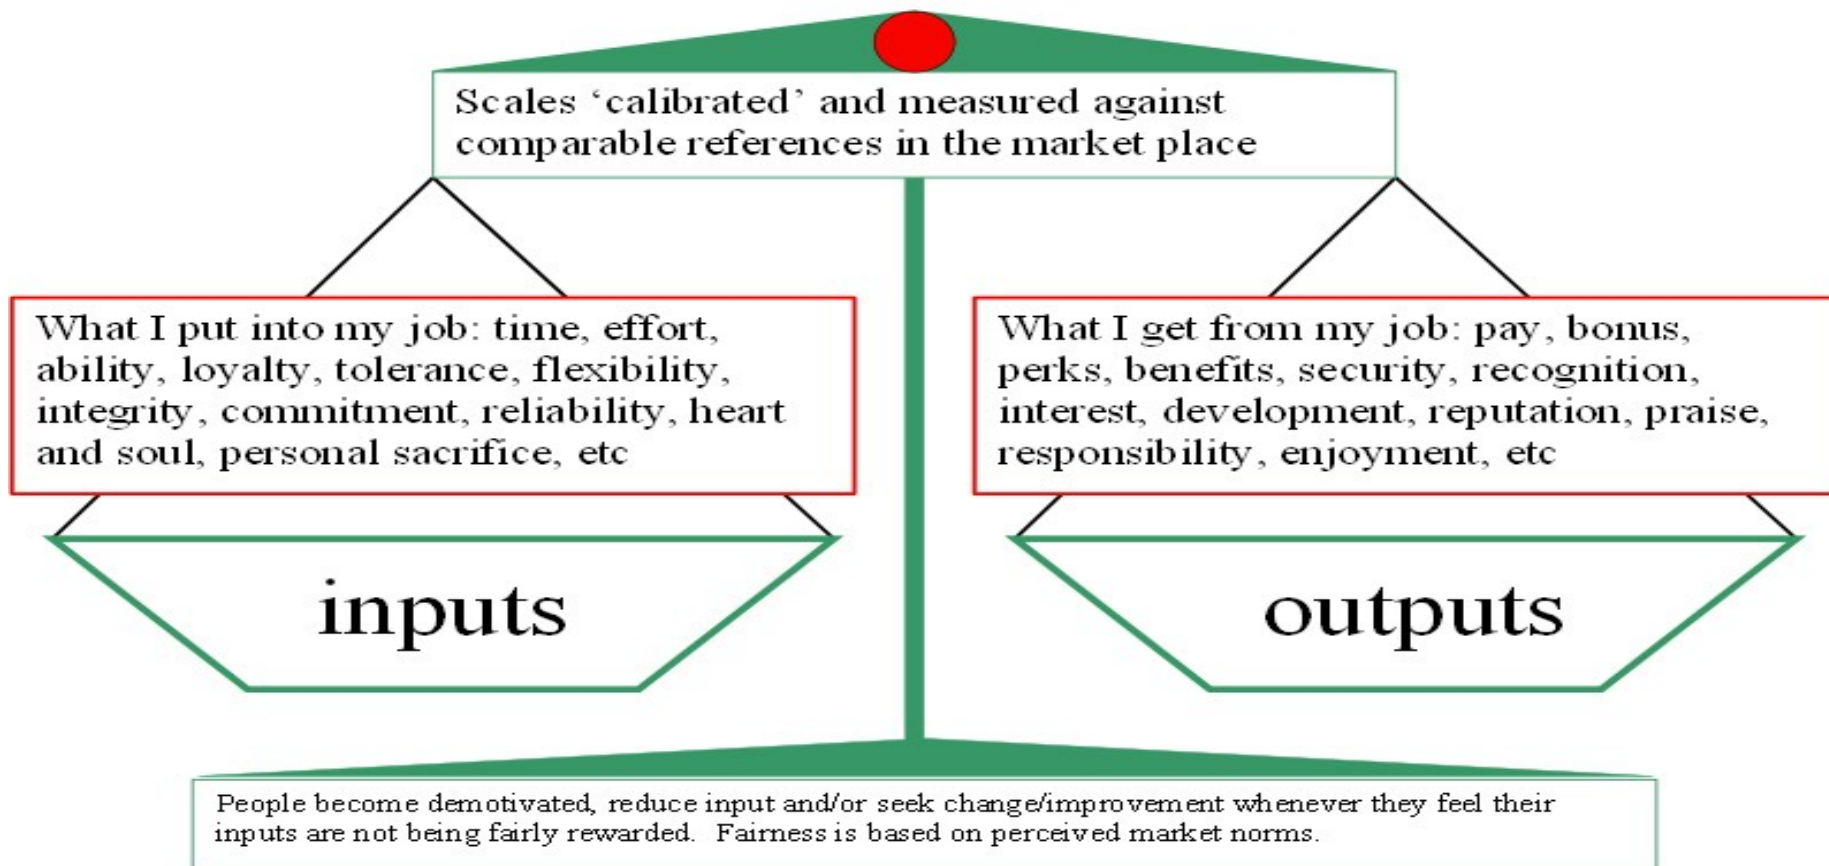 Scales ‘calibrated’ and measured against
comparable references in the market place
What I put into my job: time, effort,
ability, loyalty, tolerance, flexibility,
integrity, commitment, reliability, heart
and soul, personal sacrifice, etc
What I get from my job: pay, bonus,
perks, benefits, security, recognition,
interest, development, reputation, praise,
responsibility, enjoyment, etc
inputs
outputs
People become demotivated, reduce input and/or seek change/improvement whenever they feel their
inputs are not being fairly rewarded.  Fairness is based on perceived market norms.